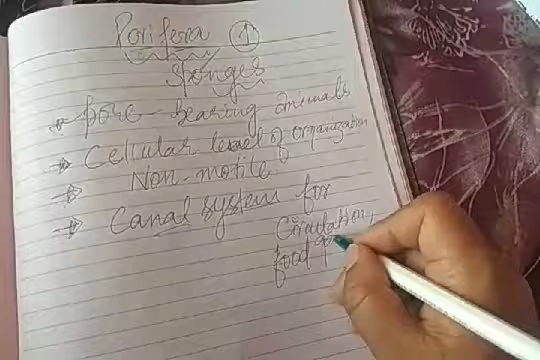 Porifera ①
Sponges
→ pore - bearing animals
→ Cellular level of organization
→ Non-motile
→ Canal system for
Circulation,
food